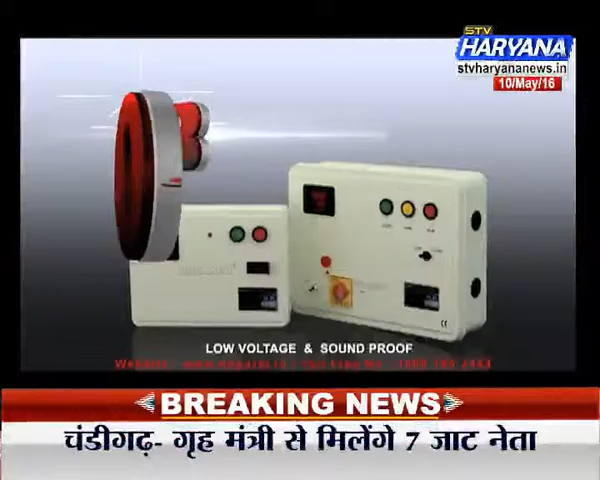 STV
HARYANA
stvharyananews.in
10/May/16
LOW VOLTAGE & SOUND PROOF
BREAKING NEWS
चंडीगढ़- गृह मंत्री से मिलेंगे 7 जाट नेता